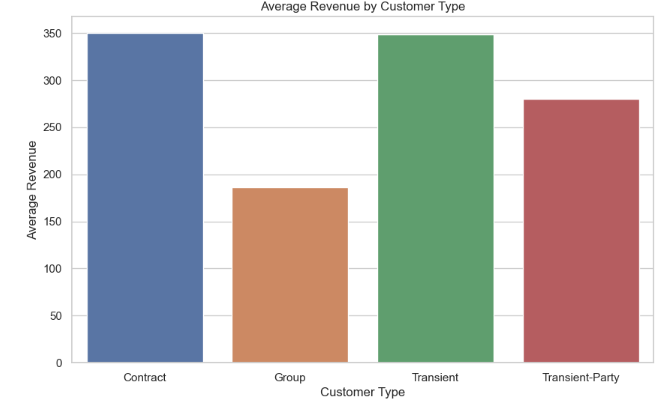 Average Revenue by Customer Type
350
300
250
200
150
100
50
0
Average Revenue
Contract
Group
Transient
Transient-Party
Customer Type